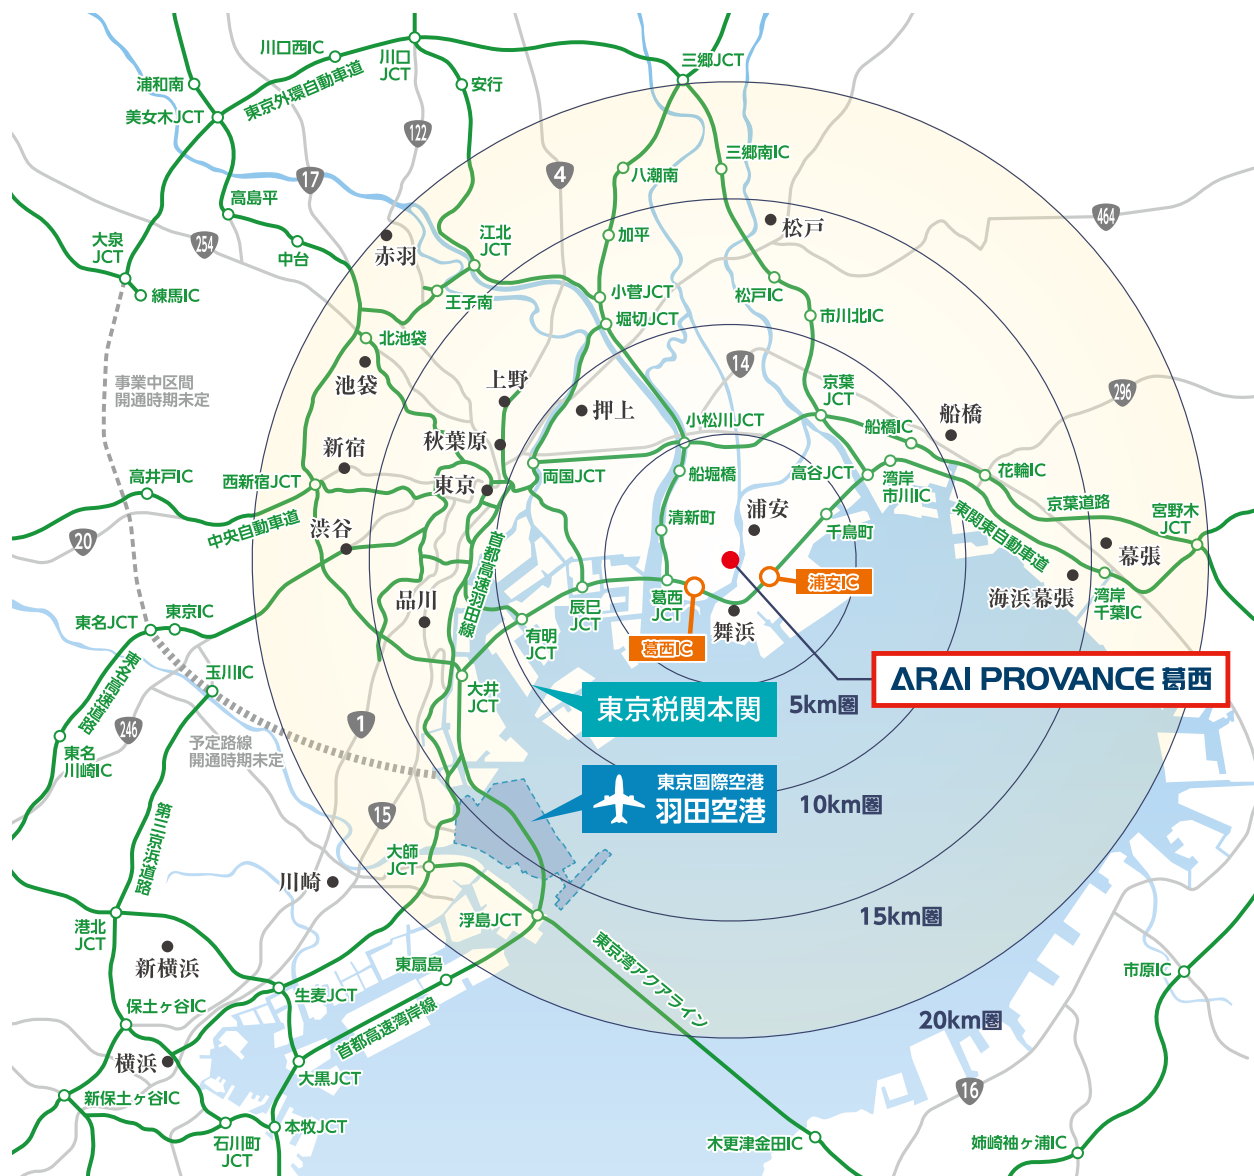 川口西IC
川口
JCT
三郷JCT
浦和南
東京外環自動車道
安行
美女木JCT
122
三郷南IC
八潮南
4
17
高島平
松戸
464
254
赤羽
江北
JCT
加平
大泉
JCT
中台
練馬IC
王子南
小菅JCT
松戸IC
堀切JCT
市川北IC
北池袋
14
事業中区間
開通時期未定
池袋
上野
押上
京葉
JCT
296
船橋
小松川JCT
船橋IC
秋葉原
新宿
高井戸IC
西新宿JCT
東京
両国JCT
船堀橋
高谷JCT
湾岸
市川IC
花輪IC
京葉道路
宮野木
JCT
20
中央自動車道
渋谷
首都高速羽田線
清新町
浦安
千鳥町
東関東自動車道
幕張
品川
辰巳
JCT
葛西
JCT
浦安IC
海浜幕張
湾岸
千葉IC
東名JCT
東京IC
有明
JCT
葛西IC
舞浜
玉川IC
東名高速道路
大井
JCT
東京税関本関
5km圏
ARAI PROVANCE 葛西
246
1
東名
川崎IC
予定路線
開通時期未定
東京国際空港
羽田空港
10km圏
15
第三京浜道路
大師
JCT
川崎
浮島JCT
15km圏
港北
JCT
新横浜
東扇島
東京湾アクアライン
市原IC
生麦JCT
保土ヶ谷IC
首都高速湾岸線
20km圏
横浜
大黒JCT
16
新保土ヶ谷IC
石川町
JCT
本牧JCT
木更津金田IC
姉崎袖ヶ浦IC